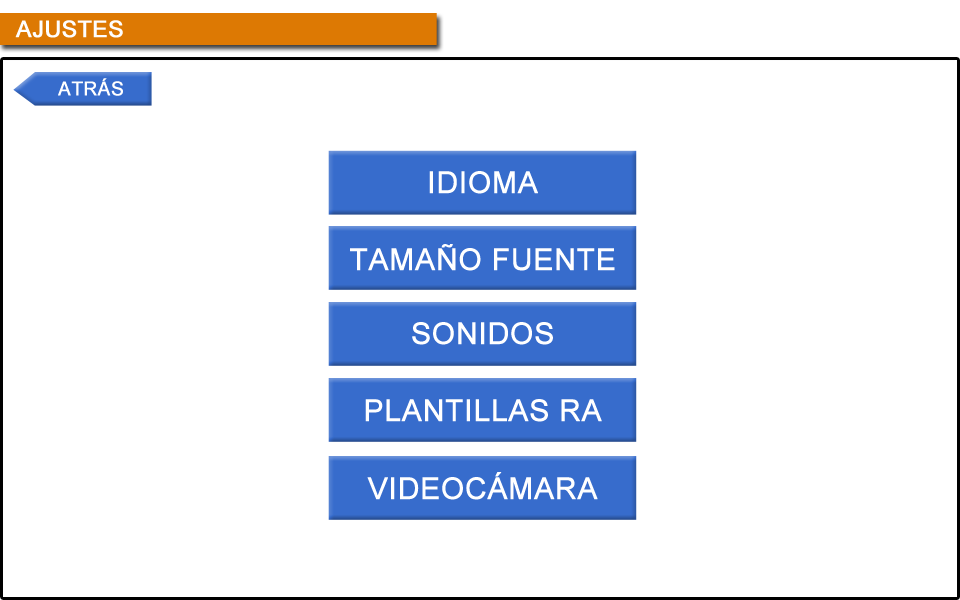 AJUSTES
ATRÁS
IDIOMA
TAMAÑO FUENTE
SONIDOS
PLANTILLAS RA
VIDEOCÁMARA